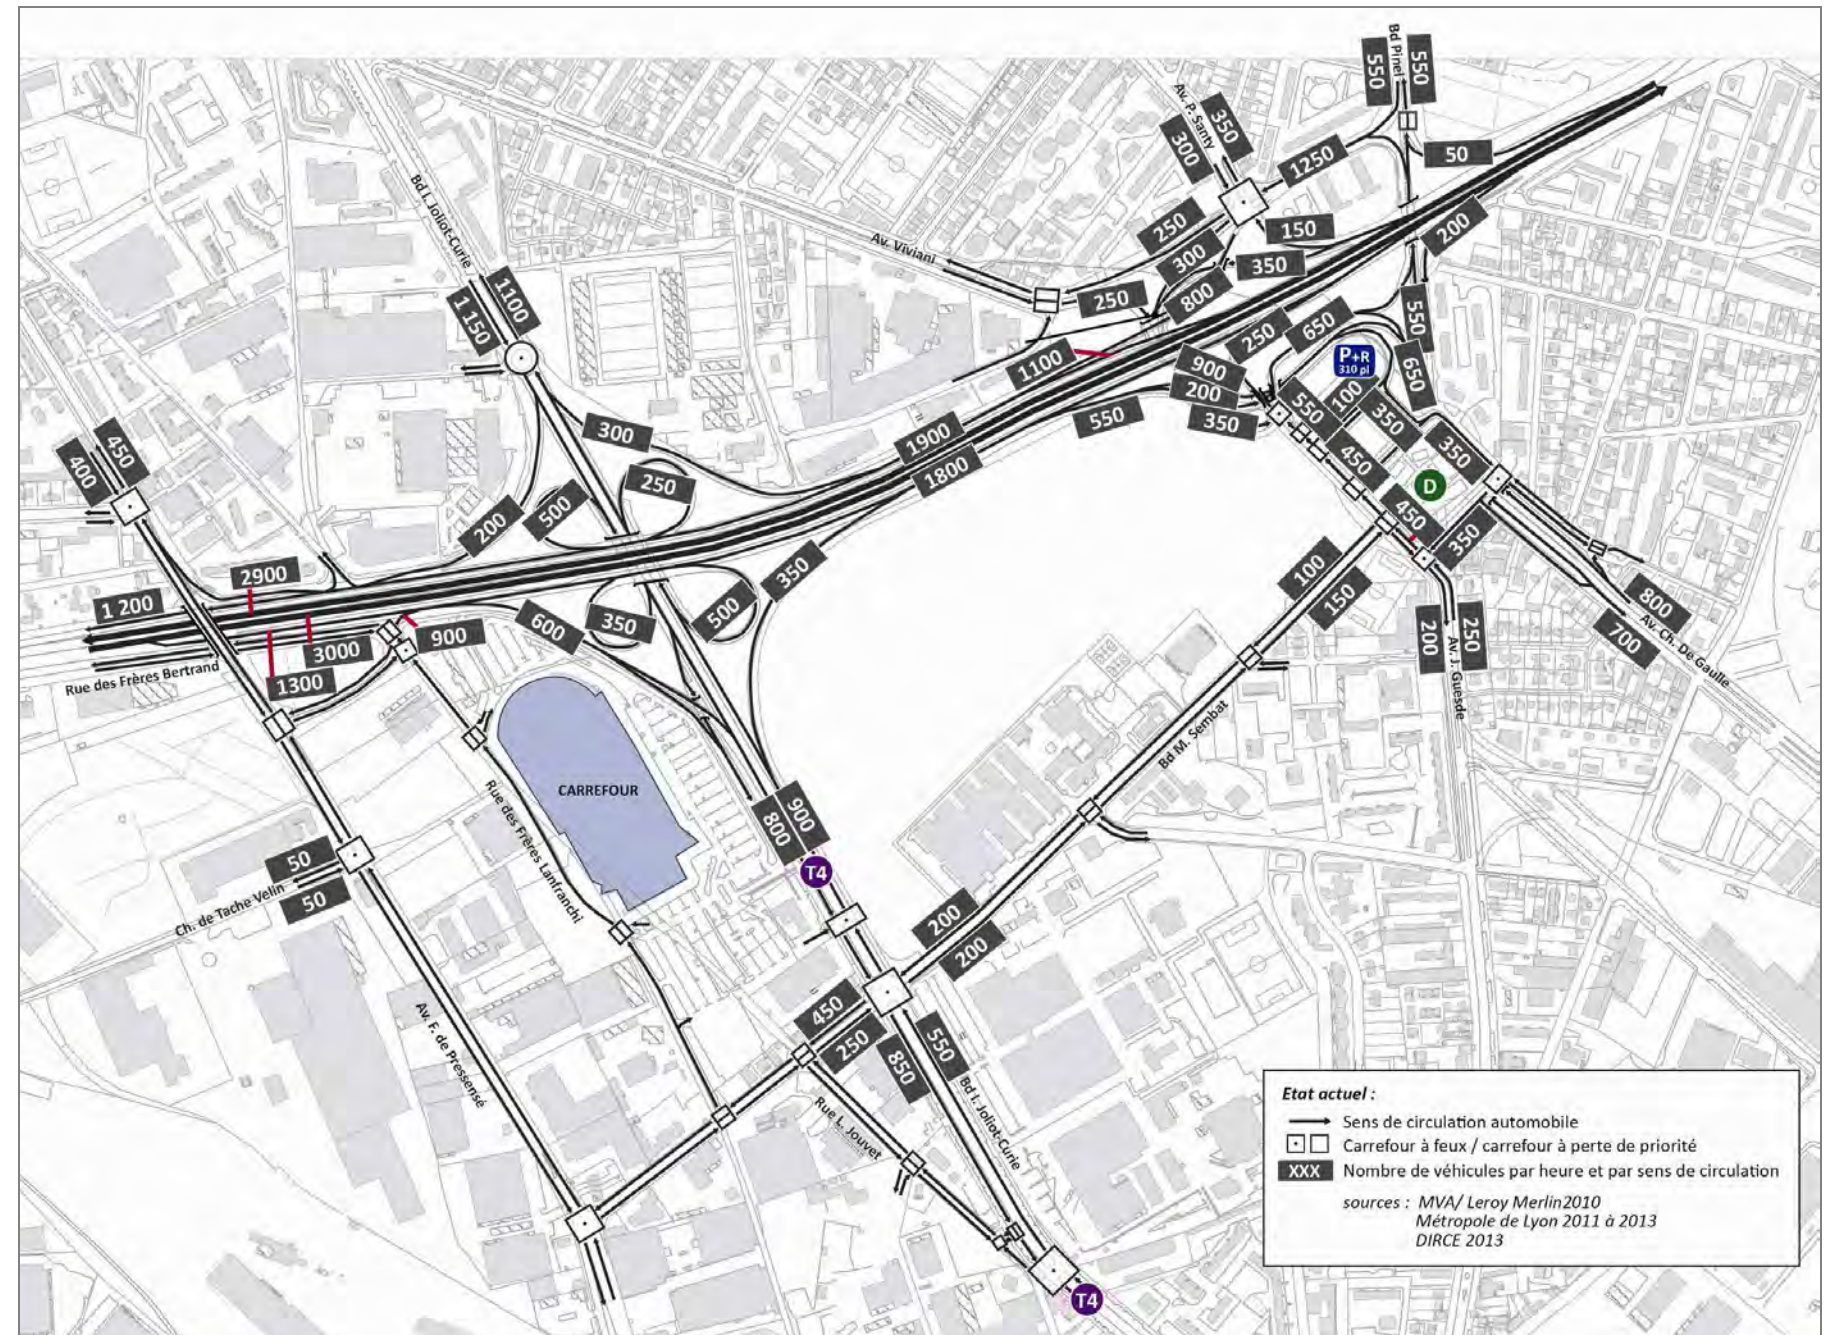 Bd Pinel
550
550
Av. P. Santy
350
300
1250
50
250
150
200
300
350
800
Av. Viviani
250
Bd I. Joliot-Curie
1100
1 150
1100
900
250
650
550
P+R
310 pl
650
200
350
550
100
350
350
550
1900
1800
300
250
500
200
450
400
450
D
450
350
350
500
350
600
100
150
2900
1 200
3000
900
1300
Rue des Frères Bertrand
250
200
Av. J. Guesde
800
700
Av. Ch. De Gaulle
Bd M. Sembat
CARREFOUR
Rue des Frères Lanfranchi
900
800
T4
50
50
Ch. de Tache Velin
200
200
Av. F. de Pressensé
450
250
550
850
Bd I. Joliot-Curie
Rue L. Jouvet
T4
Etat actuel :
Sens de circulation automobile
Carrefour à feux / carrefour à perte de priorité
XXX Nombre de véhicules par heure et par sens de circulation
sources : MVA/ Leroy Merlin2010
Métropole de Lyon 2011 à 2013
DIRCE 2013